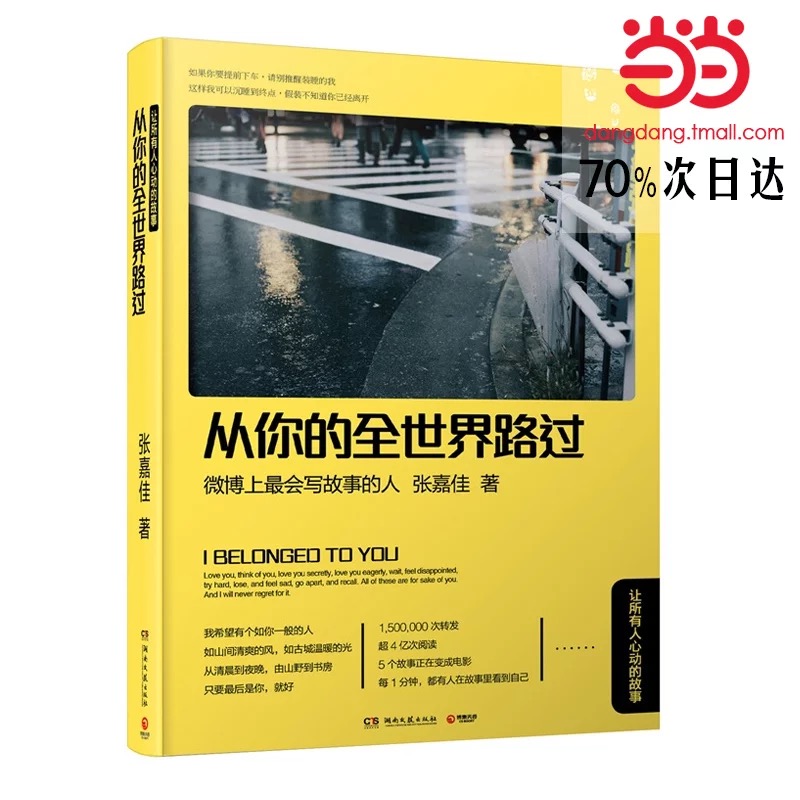 如果你要提前下车,请别推醒装睡的我
这样我可以沉睡到终点,假装不知道你已经离开
当当
dangdang.tmall.com
70%次日达
让所有人心动的故事
从你的全世界路过
张嘉佳 著
从你的全世界路过
微博上最会写故事的人 张嘉佳 著
I BELONGED TO YOU
Love you, think of you, love you secretly, love you eagerly, wait, feel disappointed,
try hard, lose, and feel sad, go apart, and recall. All of these are for sake of you.
And I will never regret for it.
我希望有个如你一般的人
如山间清爽的风,如古城温暖的光
从清晨到夜晚,由山野到书房
只要最后是你,就好
1,500,000 次转发
超 4 亿次阅读
5 个故事正在变成电影
每 1 分钟,都有人在故事里看到自己
······
让所有人心动的故事
CTS 湖南文艺出版社
博集天卷